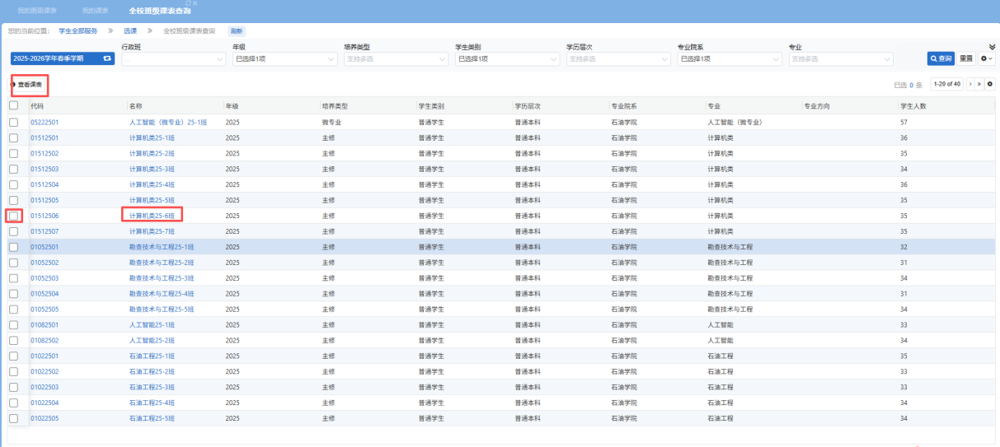 我的班级课表 我的课表 全校班级课表查询
您的当前位置: 学生全部服务 » 选课 » 全校班级课表查询 刷新
行政班 年级 培养类型 学生类别 学历层次 专业院系 专业
2025-2026学年春季学期 ... 已选择1项 支持多选 已选择1项 支持多选 已选择1项 支持多选 查询 重置
查看课表 已选 0 条 1-20 of 40
代码 名称 年级 培养类型 学生类别 学历层次 专业院系 专业 专业方向 学生人数
05222501 人工智能(微专业)25-1班 2025 微专业 普通学生 普通本科 石油学院 人工智能(微专业) 57
01512501 计算机类25-1班 2025 主修 普通学生 普通本科 石油学院 计算机类 36
01512502 计算机类25-2班 2025 主修 普通学生 普通本科 石油学院 计算机类 35
01512503 计算机类25-3班 2025 主修 普通学生 普通本科 石油学院 计算机类 34
01512504 计算机类25-4班 2025 主修 普通学生 普通本科 石油学院 计算机类 36
01512505 计算机类25-5班 2025 主修 普通学生 普通本科 石油学院 计算机类 35
01512506 计算机类25-6班 2025 主修 普通学生 普通本科 石油学院 计算机类 35
01512507 计算机类25-7班 2025 主修 普通学生 普通本科 石油学院 计算机类 35
01052501 勘查技术与工程25-1班 2025 主修 普通学生 普通本科 石油学院 勘查技术与工程 32
01052502 勘查技术与工程25-2班 2025 主修 普通学生 普通本科 石油学院 勘查技术与工程 31
01052503 勘查技术与工程25-3班 2025 主修 普通学生 普通本科 石油学院 勘查技术与工程 34
01052504 勘查技术与工程25-4班 2025 主修 普通学生 普通本科 石油学院 勘查技术与工程 31
01052505 勘查技术与工程25-5班 2025 主修 普通学生 普通本科 石油学院 勘查技术与工程 34
01082501 人工智能25-1班 2025 主修 普通学生 普通本科 石油学院 人工智能 33
01082502 人工智能25-2班 2025 主修 普通学生 普通本科 石油学院 人工智能 34
01022501 石油工程25-1班 2025 主修 普通学生 普通本科 石油学院 石油工程 35
01022502 石油工程25-2班 2025 主修 普通学生 普通本科 石油学院 石油工程 33
01022503 石油工程25-3班 2025 主修 普通学生 普通本科 石油学院 石油工程 33
01022504 石油工程25-4班 2025 主修 普通学生 普通本科 石油学院 石油工程 34
01022505 石油工程25-5班 2025 主修 普通学生 普通本科 石油学院 石油工程 34